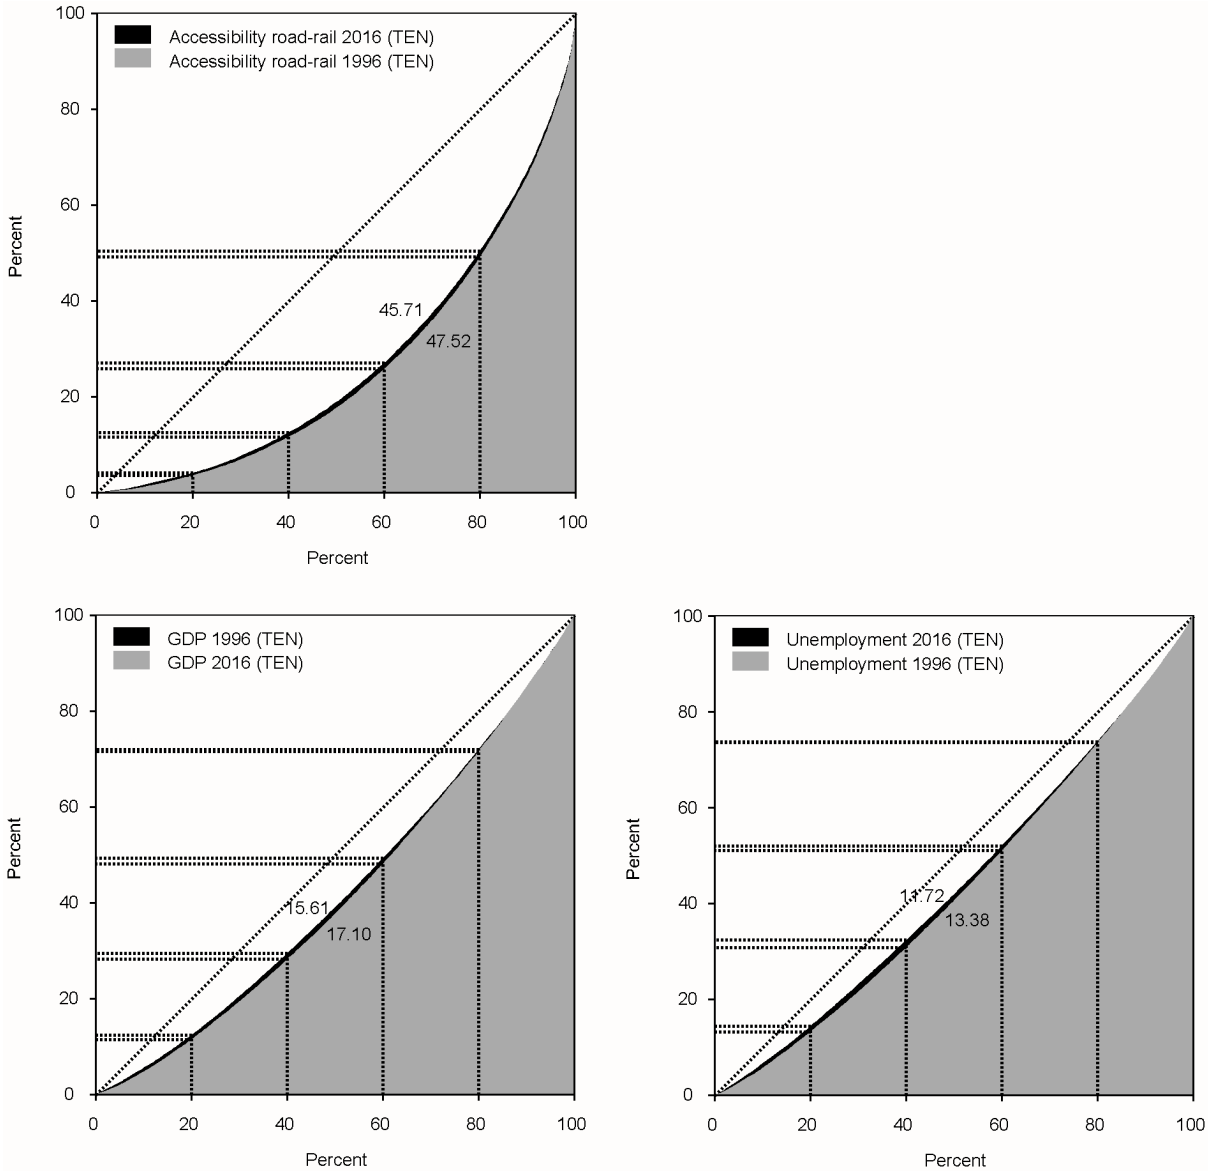 100
Accessibility road-rail 2016 (TEN)
Accessibility road-rail 1996 (TEN)
80
60
Percent
40
45.71
47.52
20
0
0 20 40 60 80 100
Percent
100
GDP 1996 (TEN)
GDP 2016 (TEN)
80
60
Percent
40
15.61
17.10
20
0
0 20 40 60 80 100
Percent
100
Unemployment 2016 (TEN)
Unemployment 1996 (TEN)
80
60
Percent
40
11.72
13.38
20
0
0 20 40 60 80 100
Percent